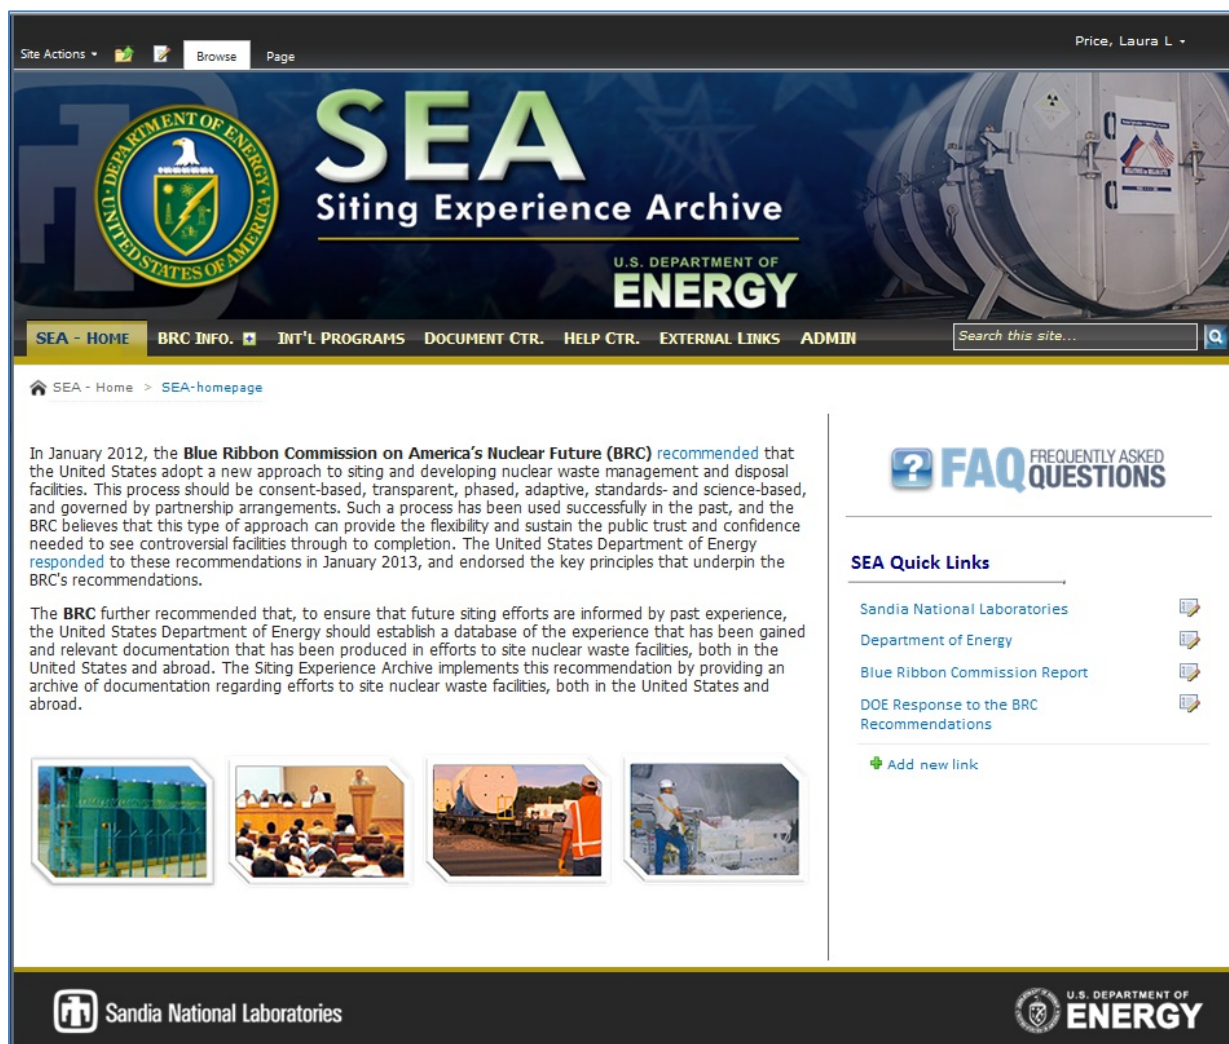 Price, Laura L
Site Actions
Browse
Page
DEPARTMENT OF ENERGY
UNITED STATES OF AMERICA
SEA
Siting Experience Archive
U.S. DEPARTMENT OF
ENERGY
SEA - HOME BRC INFO. INT'L PROGRAMS DOCUMENT CTR. HELP CTR. EXTERNAL LINKS ADMIN Search this site...
SEA - Home > SEA-homepage
In January 2012, the Blue Ribbon Commission on America's Nuclear Future (BRC) recommended that
the United States adopt a new approach to siting and developing nuclear waste management and disposal
facilities. This process should be consent-based, transparent, phased, adaptive, standards- and science-based,
and governed by partnership arrangements. Such a process has been used successfully in the past, and the
BRC believes that this type of approach can provide the flexibility and sustain the public trust and confidence
needed to see controversial facilities through to completion. The United States Department of Energy
responded to these recommendations in January 2013, and endorsed the key principles that underpin the
BRC's recommendations.
The BRC further recommended that, to ensure that future siting efforts are informed by past experience,
the United States Department of Energy should establish a database of the experience that has been gained
and relevant documentation that has been produced in efforts to site nuclear waste facilities, both in the
United States and abroad. The Siting Experience Archive implements this recommendation by providing an
archive of documentation regarding efforts to site nuclear waste facilities, both in the United States and
abroad.
? FAQ FREQUENTLY ASKED
QUESTIONS
SEA Quick Links
Sandia National Laboratories
Department of Energy
Blue Ribbon Commission Report
DOE Response to the BRC
Recommendations
Add new link
Sandia National Laboratories
U.S. DEPARTMENT OF
ENERGY